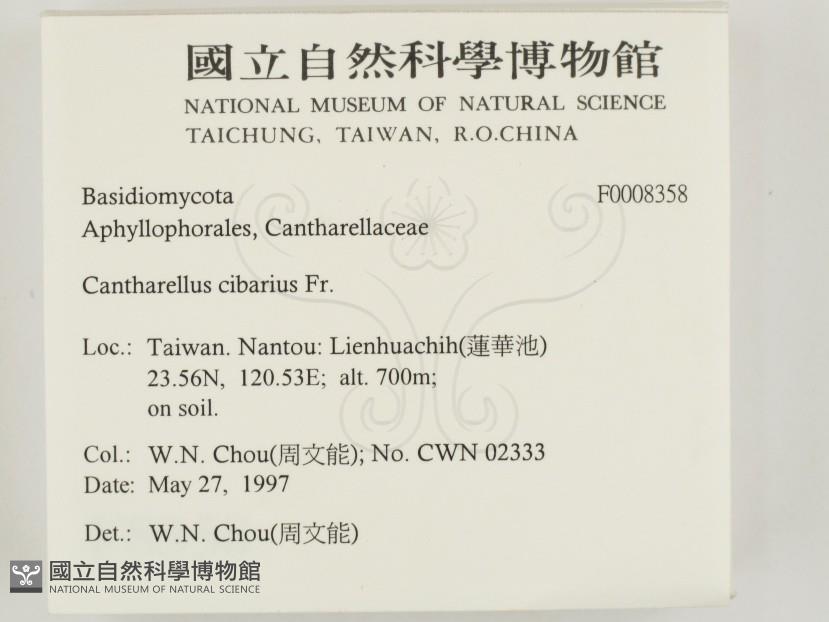 國立自然科學博物館
NATIONAL MUSEUM OF NATURAL SCIENCE
TAICHUNG, TAIWAN, R.O.CHINA
Basidiomycota F0008358
Aphyllophorales, Cantharellaceae
Cantharellus cibarius Fr.
Loc.: Taiwan. Nantou: Lienhuachih(蓮華池)
23.56N, 120.53E; alt. 700m;
on soil.
Col.: W.N. Chou(周文能); No. CWN 02333
Date: May 27, 1997
Det.: W.N. Chou(周文能)
國立自然科學博物館
NATIONAL MUSEUM OF NATURAL SCIENCE